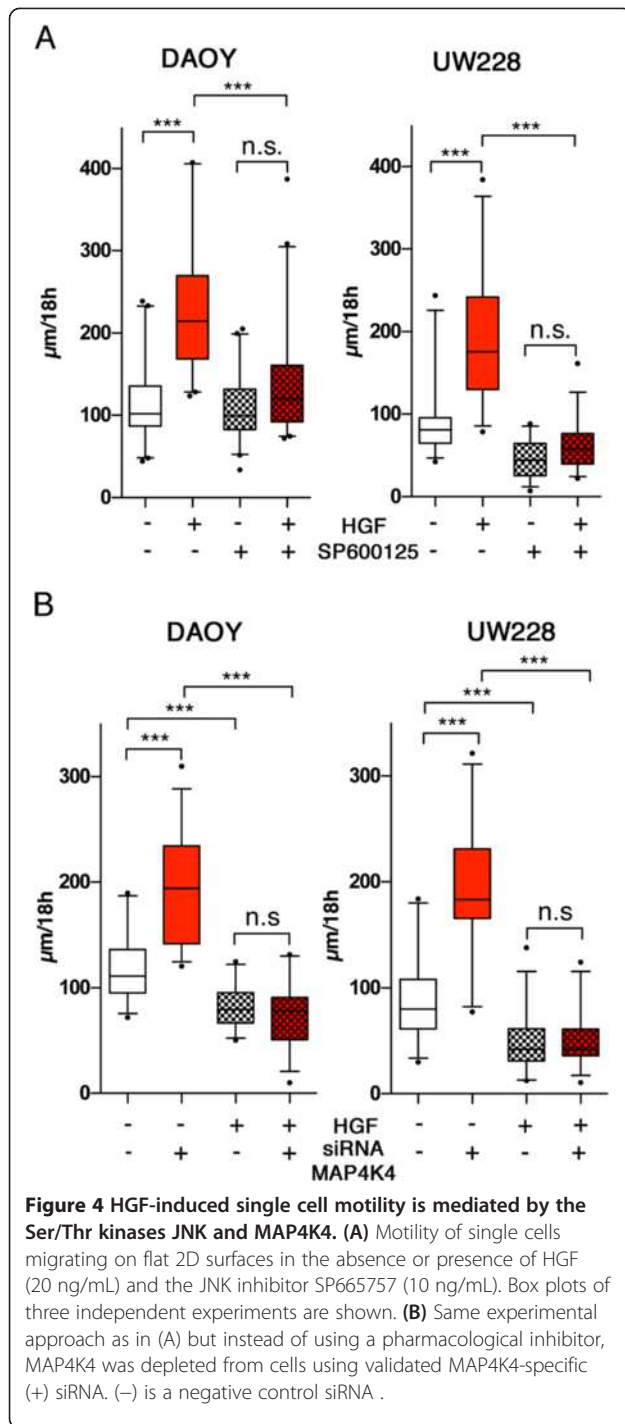 A
DAOY UW228
*** ***
*** n.s. *** n.s.
400 400
300 300
200 200
100 100
0 0
µm/18h µm/18h
- + - + HGF - + - +
- - + + SP600125 - - + +
B
DAOY UW228
*** ***
*** ***
*** ***
n.s n.s
300 300
200 200
100 100
0 0
µm/18h µm/18h
- - + + HGF - - + +
- + - + siRNA - + - +
MAP4K4
Figure 4 HGF-induced single cell motility is mediated by the
Ser/Thr kinases JNK and MAP4K4. (A) Motility of single cells
migrating on flat 2D surfaces in the absence or presence of HGF
(20 ng/mL) and the JNK inhibitor SP665757 (10 ng/mL). Box plots of
three independent experiments are shown. (B) Same experimental
approach as in (A) but instead of using a pharmacological inhibitor,
MAP4K4 was depleted from cells using validated MAP4K4-specific
(+) siRNA. (−) is a negative control siRNA .